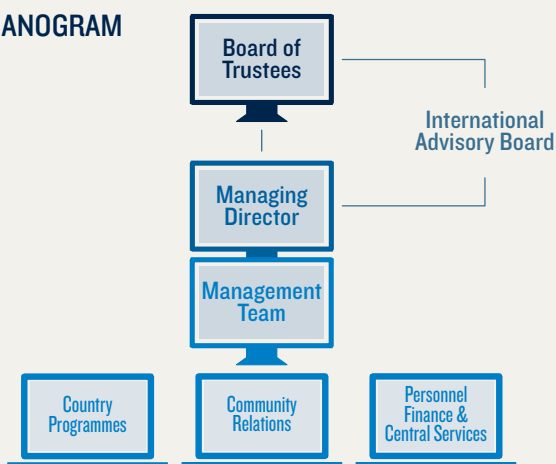 ANOGRAM
Board of
Trustees
International
Advisory Board
Managing
Director
Management
Team
Country
Programmes
Community
Relations
Personnel
Finance &
Central Services